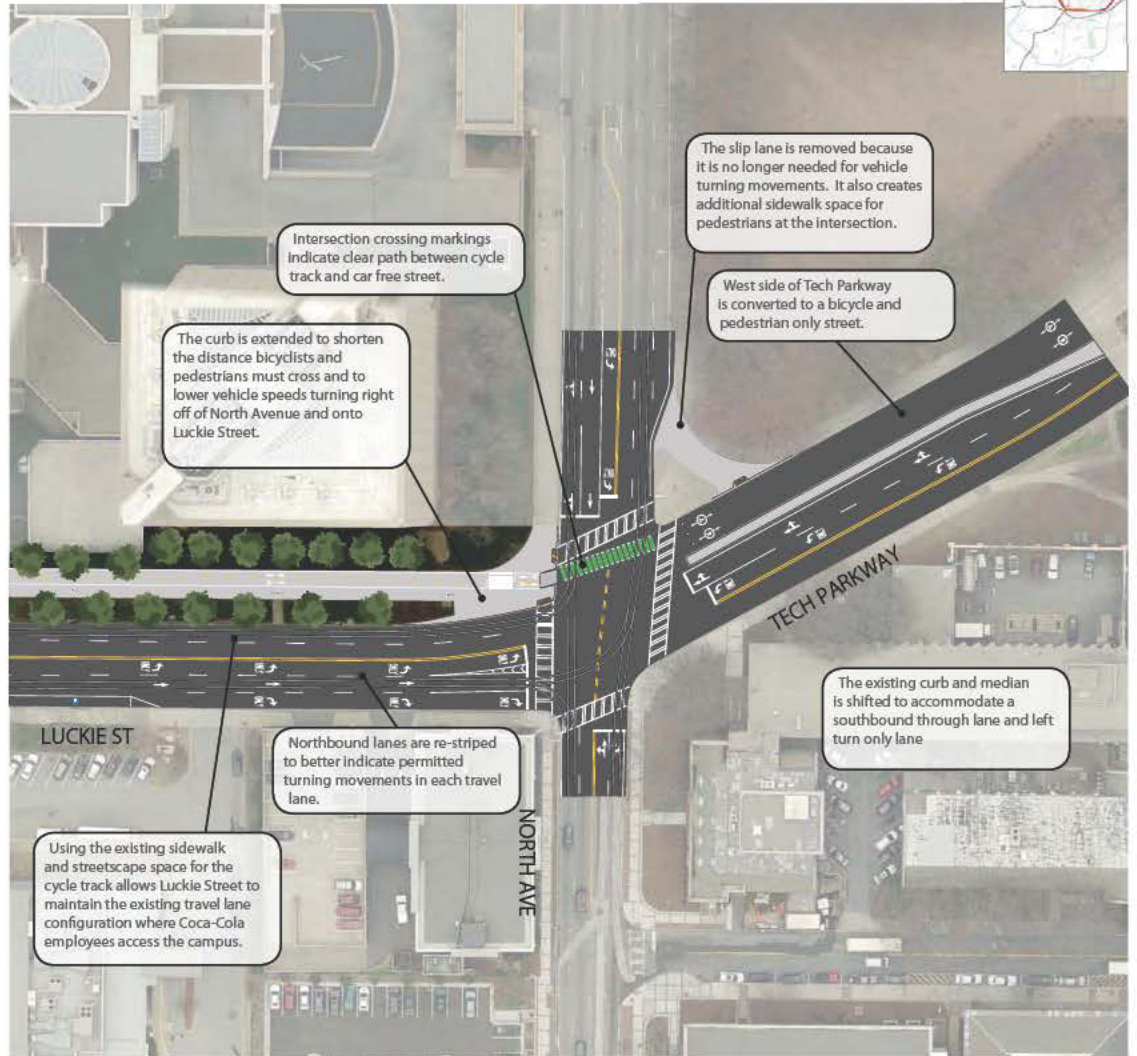 The slip lane is removed because
it is no longer needed for vehicle
turning movements. It also creates
additional sidewalk space for
pedestrians at the intersection.
Intersection crossing markings
indicate clear path between cycle
track and car free street.
West side of Tech Parkway
is converted to a bicycle and
pedestrian only street.
The curb is extended to shorten
the distance bicyclists and
pedestrians must cross and to
lower vehicle speeds turning right
off of North Avenue and onto
Luckie Street.
TECH PARKWAY
The existing curb and median
is shifted to accommodate a
southbound through lane and left
turn only lane
LUCKIE ST
Northbound lanes are re-striped
to better indicate permitted
turning movements in each travel
lane.
NORTH AVE
Using the existing sidewalk
and streetscape space for the
cycle track allows Luckie Street to
maintain the existing travel lane
configuration where Coca-Cola
employees access the campus.